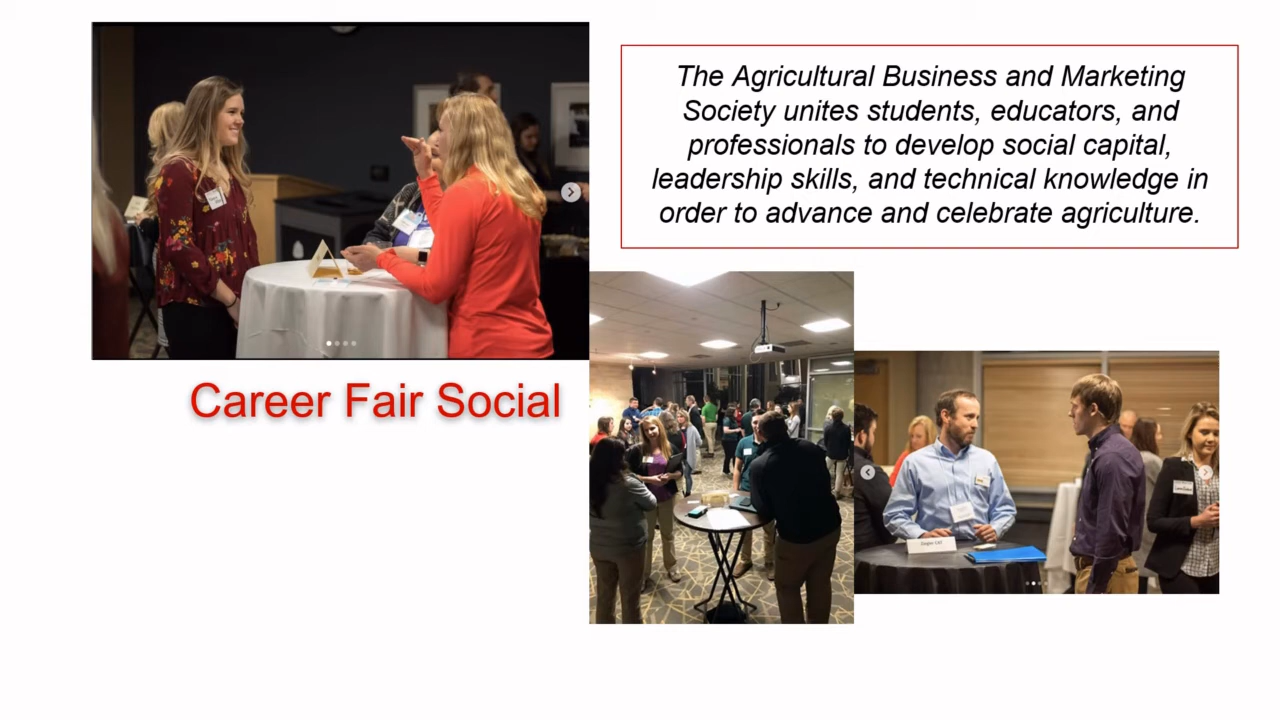 The Agricultural Business and Marketing
Society unites students, educators, and
professionals to develop social capital,
leadership skills, and technical knowledge in
order to advance and celebrate agriculture.
Career Fair Social